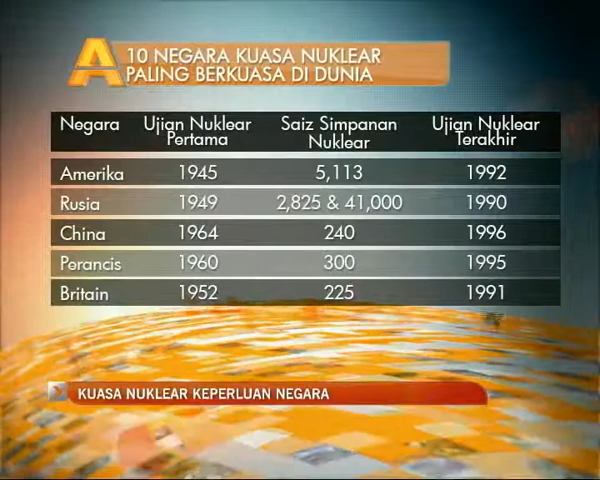 A
10 NEGARA KUASA NUKLEAR
PALING BERKUASA DI DUNIA
Negara Ujian Nuklear Pertama Saiz Simpanan Nuklear Ujian Nuklear Terakhir
Amerika 1945 5,113 1992
Rusia 1949 2,825 & 41,000 1990
China 1964 240 1996
Perancis 1960 300 1995
Britain 1952 225 1991
KUASA NUKLEAR KEPERLUAN NEGARA